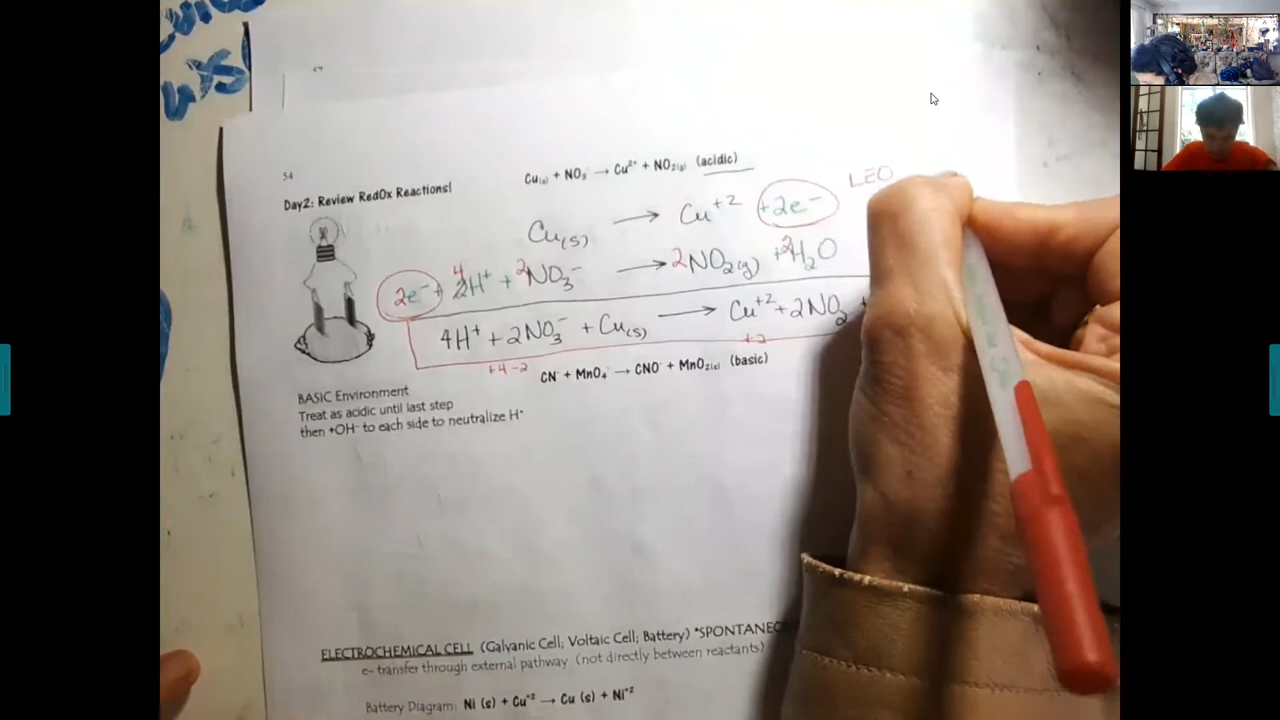 54
Cu(s) + NO₃⁻ → Cu²⁺ + NO₂(g) (acidic)
Day2: Review RedOx Reactions!
LEO
Cu(s) → Cu⁺² +2e⁻
2e⁻ + 4H⁺ + 2NO₃⁻ → 2NO₂(g) + 2H₂O
4H⁺ + 2NO₃⁻ + Cu(s) → Cu⁺² + 2NO₂ +
+4 -2 +2
CN⁻ + MnO₄⁻ → CNO⁻ + MnO₂(s) (basic)
BASIC Environment
Treat as acidic until last step
then +OH⁻ to each side to neutralize H⁺
ELECTROCHEMICAL CELL (Galvanic Cell; Voltaic Cell; Battery) *SPONTANEO
e- transfer through external pathway (not directly between reactants)
Battery Diagram: Ni (s) + Cu⁺² → Cu (s) + Ni⁺²